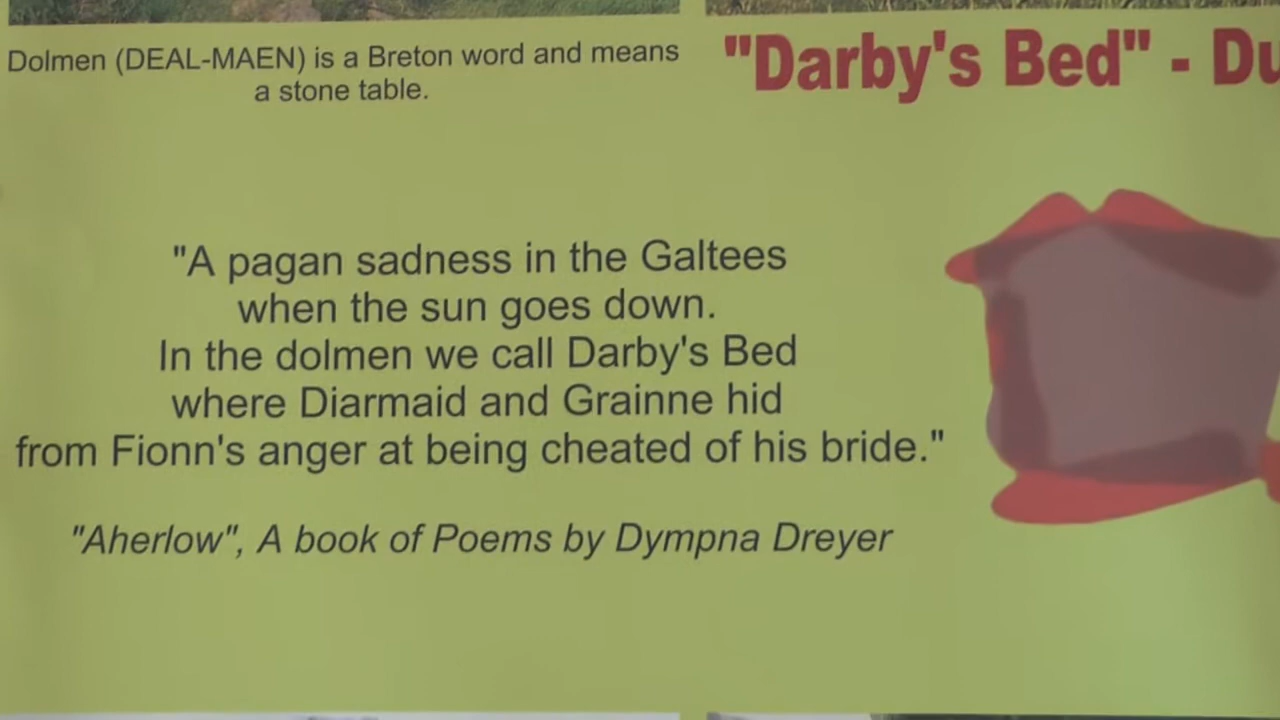 Dolmen (DEAL-MAEN) is a Breton word and means
a stone table.
"Darby's Bed" - Du
"A pagan sadness in the Galtees
when the sun goes down.
In the dolmen we call Darby's Bed
where Diarmaid and Grainne hid
from Fionn's anger at being cheated of his bride."
"Aherlow", A book of Poems by Dympna Dreyer